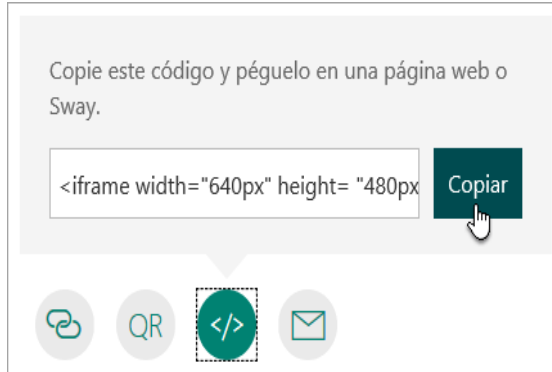 Copie este código y péguelo en una página web o
Sway.
<iframe width="640px" height= "480px
Copiar
QR
</>